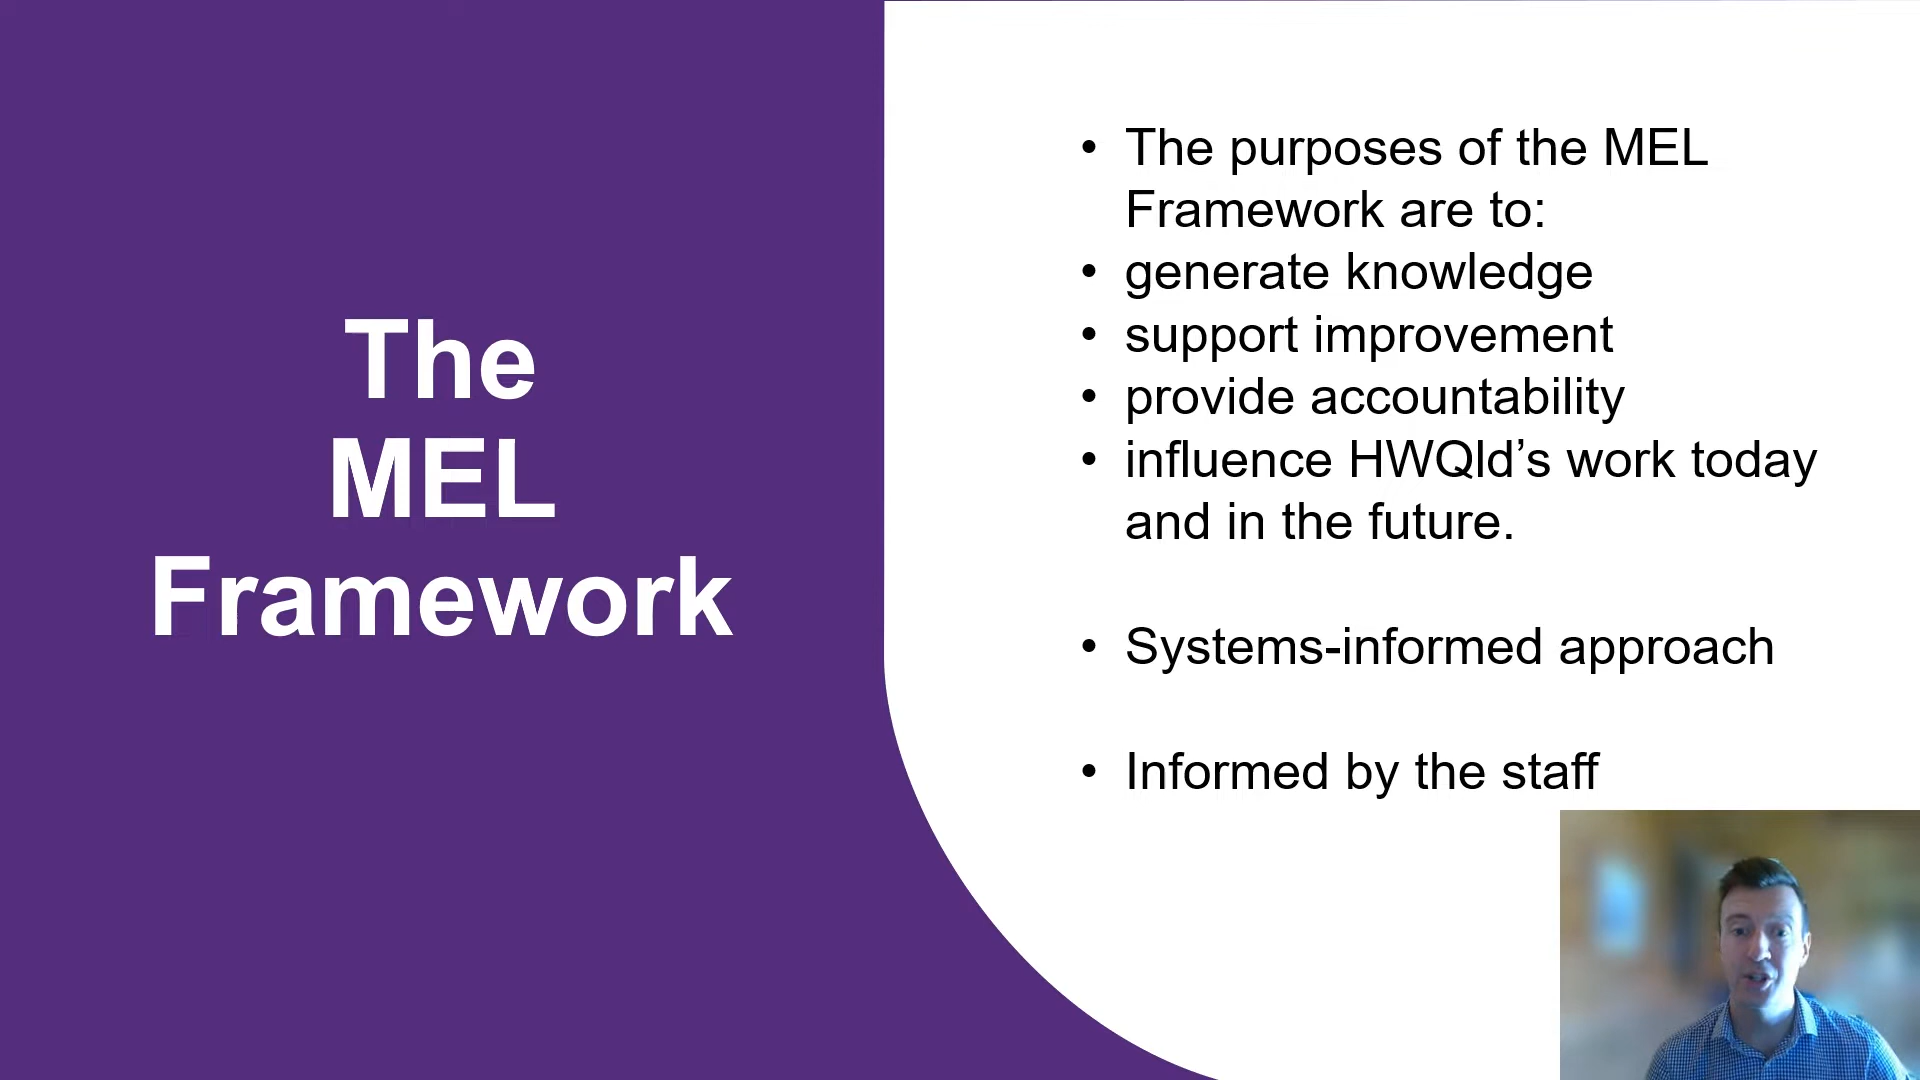 The
MEL
Framework
• The purposes of the MEL
Framework are to:
• generate knowledge
• support improvement
• provide accountability
• influence HWQld’s work today
and in the future.
• Systems-informed approach
• Informed by the staff